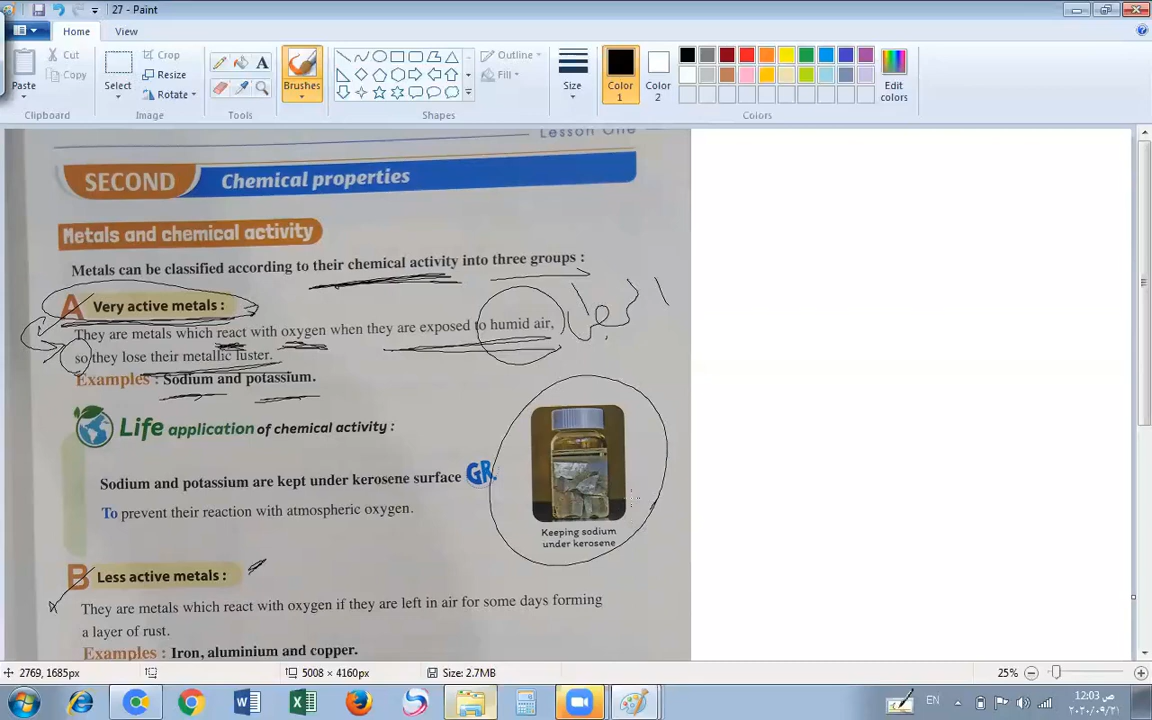 27 - Paint
Home
View
Paste
Cut
Copy
Clipboard
Select
Crop
Resize
Rotate
Image
Tools
Brushes
Shapes
Outline
Fill
Size
Color 1
Color 2
Edit colors
Colors
Lesson One
SECOND Chemical properties
Metals and chemical activity
Metals can be classified according to their chemical activity into three groups :
A Very active metals :
They are metals which react with oxygen when they are exposed to humid air,
so they lose their metallic luster.
Examples : Sodium and potassium.
Life application of chemical activity :
Sodium and potassium are kept under kerosene surface GR.
To prevent their reaction with atmospheric oxygen.
Keeping sodium
under kerosene
B Less active metals :
They are metals which react with oxygen if they are left in air for some days forming
a layer of rust.
Examples : Iron, aluminium and copper.
2769, 1685px
5008 × 4160px
Size: 2.7MB
25%
EN
12:03 ص
٢٠٢٠/٠٩/٢١